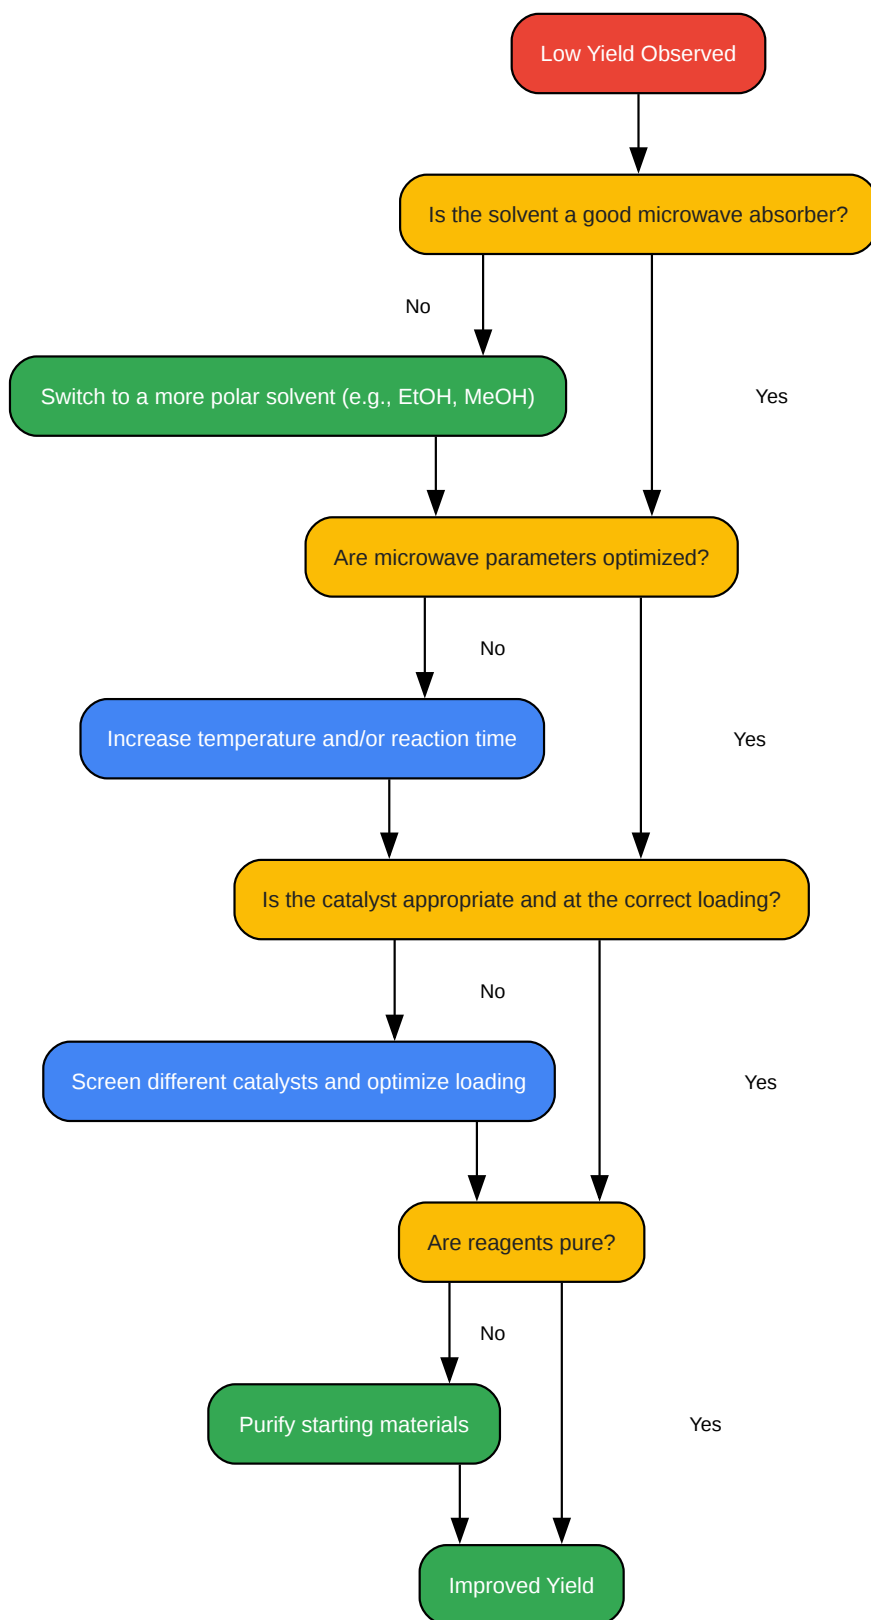 Low Yield Observed
Is the solvent a good microwave absorber?
No
Switch to a more polar solvent (e.g., EtOH, MeOH)
Yes
Are microwave parameters optimized?
No
Increase temperature and/or reaction time
Yes
Is the catalyst appropriate and at the correct loading?
No
Screen different catalysts and optimize loading
Yes
Are reagents pure?
No
Purify starting materials
Yes
Improved Yield